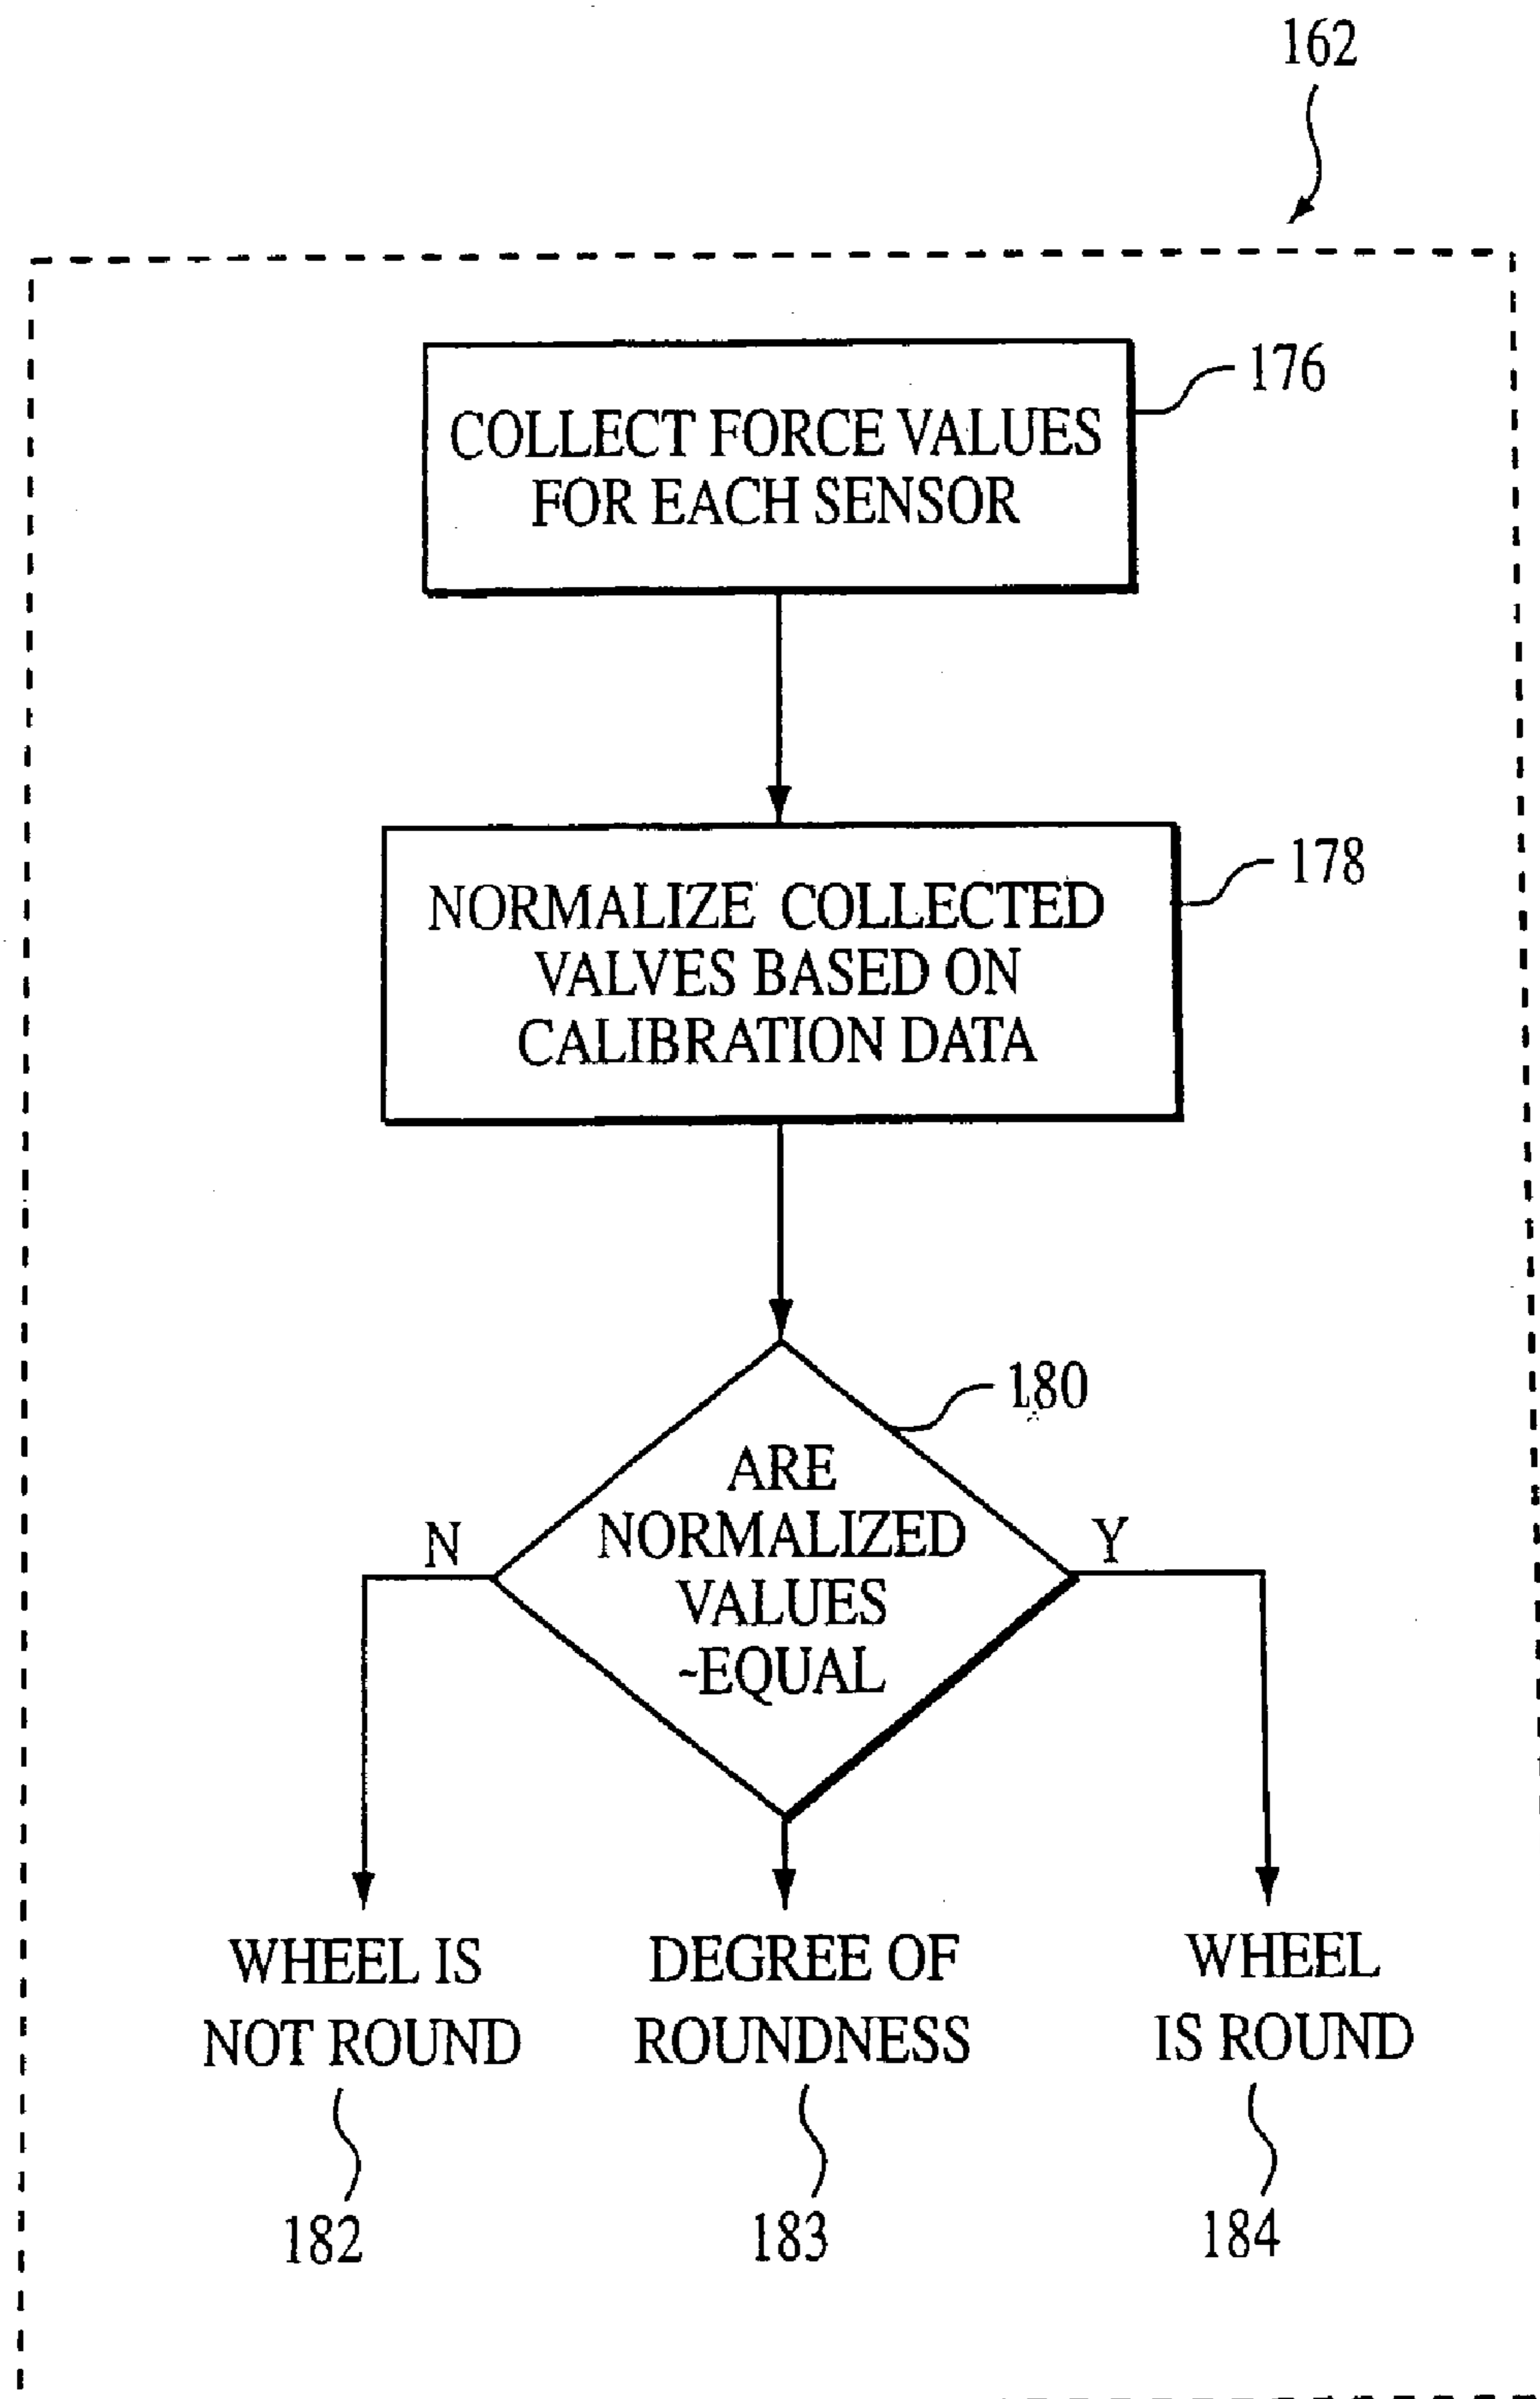 162
COLLECT FORCE VALUES
FOR EACH SENSOR
176
NORMALIZE COLLECTED
VALVES BASED ON
CALIBRATION DATA
178
180
ARE
NORMALIZED
VALUES
~EQUAL
N
Y
WHEEL IS
NOT ROUND
DEGREE OF
ROUNDNESS
WHEEL
IS ROUND
182
183
184